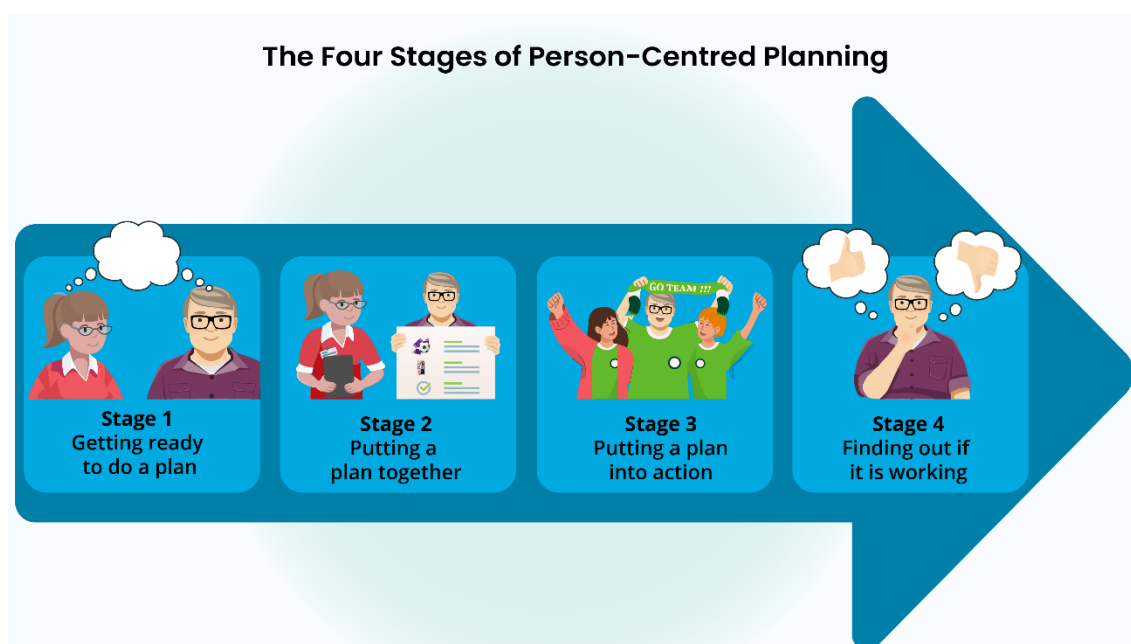 The Four Stages of Person-Centred Planning
GO TEAM !!!
Stage 1
Getting ready
to do a plan
Stage 2
Putting a
plan together
Stage 3
Putting a plan
into action
Stage 4
Finding out if
it is working